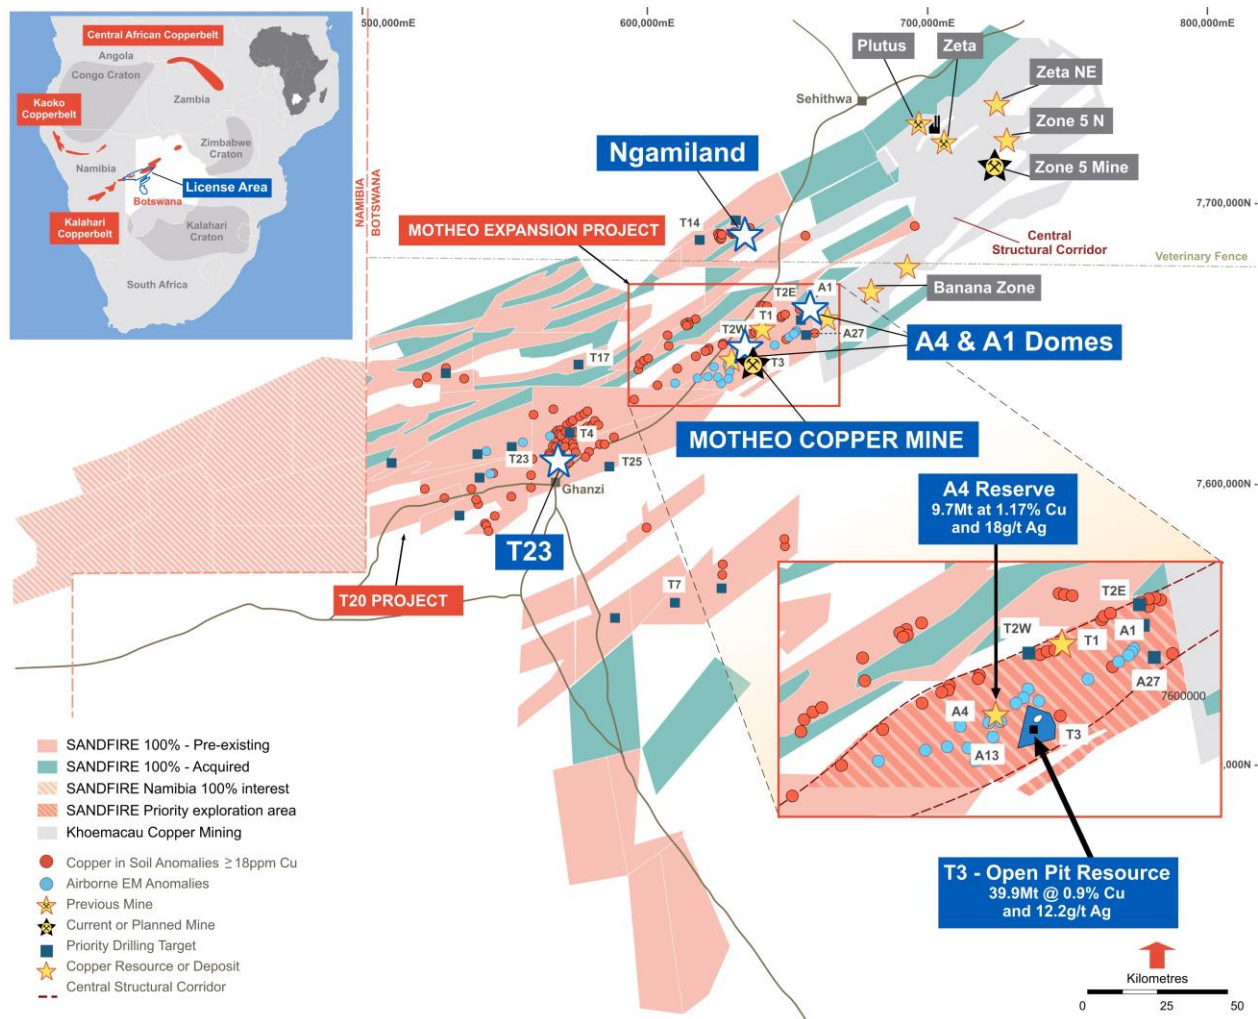 500,000mE
600,000mE
700,000mE
800,000mE
Central African Copperbelt
Angola
Congo Craton
Zambia
Kaoko
Copperbelt
Zimbabwe
Craton
Namibia
License Area
Botswana
Kalahari
Copperbelt
Kalahari
Craton
South Africa
NAMIBIA
BOTSWANA
Plutus
Zeta
Sehithwa
Zeta NE
Zone 5 N
Zone 5 Mine
Ngamiland
7,700,000N
T14
MOTHEO EXPANSION PROJECT
Central
Structural Corridor
Veterinary Fence
Banana Zone
T2E
A1
T1
T2W
A27
A4 & A1 Domes
T17
T3
MOTHEO COPPER MINE
T4
T23
T25
Ghanzi
7,600,000N
A4 Reserve
9.7Mt at 1.17% Cu
and 18g/t Ag
T23
T7
T20 PROJECT
T2E
T2W
T1
A1
A27
7600000
A4
T3
A13
,000N
SANDFIRE 100% - Pre-existing
SANDFIRE 100% - Acquired
SANDFIRE Namibia 100% interest
SANDFIRE Priority exploration area
Khoemacau Copper Mining
Copper in Soil Anomalies ≥18ppm Cu
Airborne EM Anomalies
Previous Mine
Current or Planned Mine
Priority Drilling Target
Copper Resource or Deposit
Central Structural Corridor
T3 - Open Pit Resource
39.9Mt @ 0.9% Cu
and 12.2g/t Ag
Kilometres
0 25 50